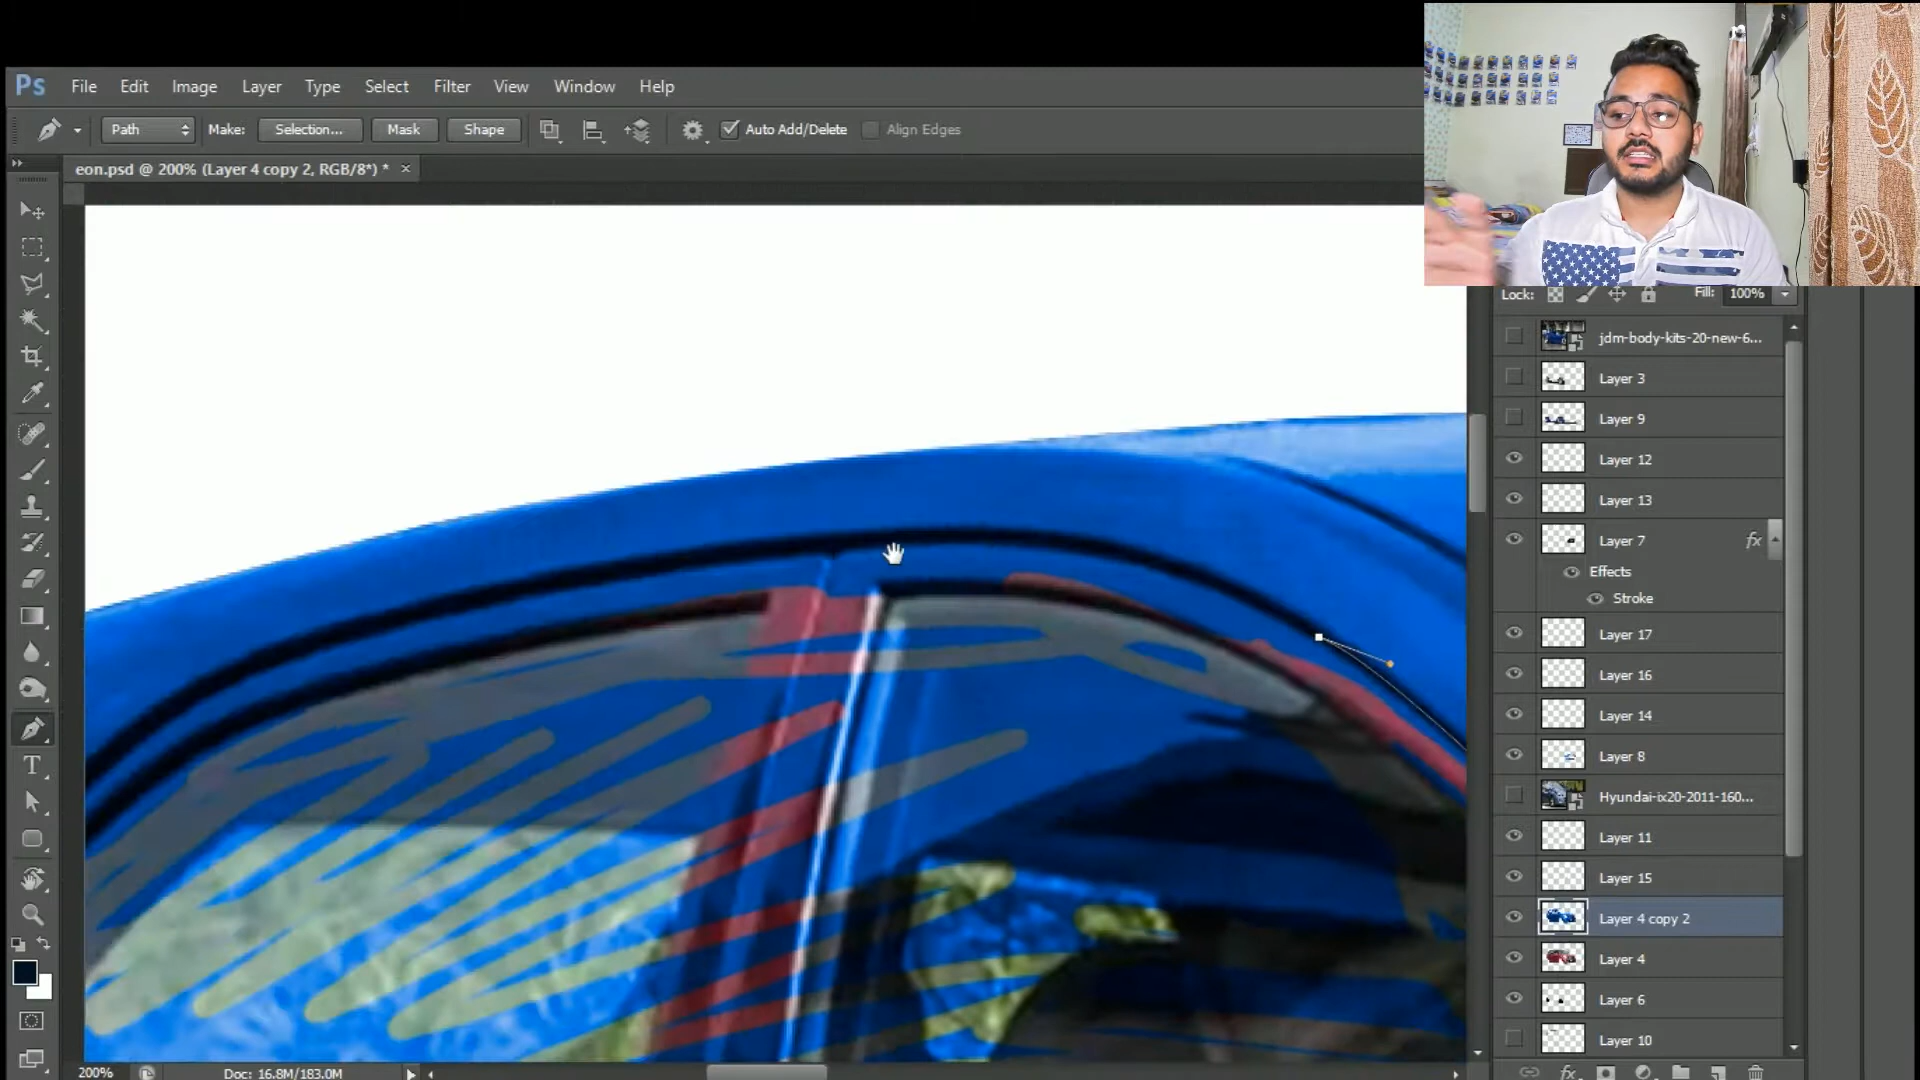 Ps File Edit Image Layer Type Select Filter View Window Help
Path Make: Selection... Mask Shape Auto Add/Delete Align Edges
eon.psd @ 200% (Layer 4 copy 2, RGB/8*) * ×
Lock: Fill: 100%
jdm-body-kits-20-new-6...
Layer 3
Layer 9
Layer 12
Layer 13
Layer 7 fx
Effects
Stroke
Layer 17
Layer 16
Layer 14
Layer 8
Hyundai-ix20-2011-160...
Layer 11
Layer 15
Layer 4 copy 2
Layer 4
Layer 6
Layer 10
200% Doc: 16.8M/183.0M
fx